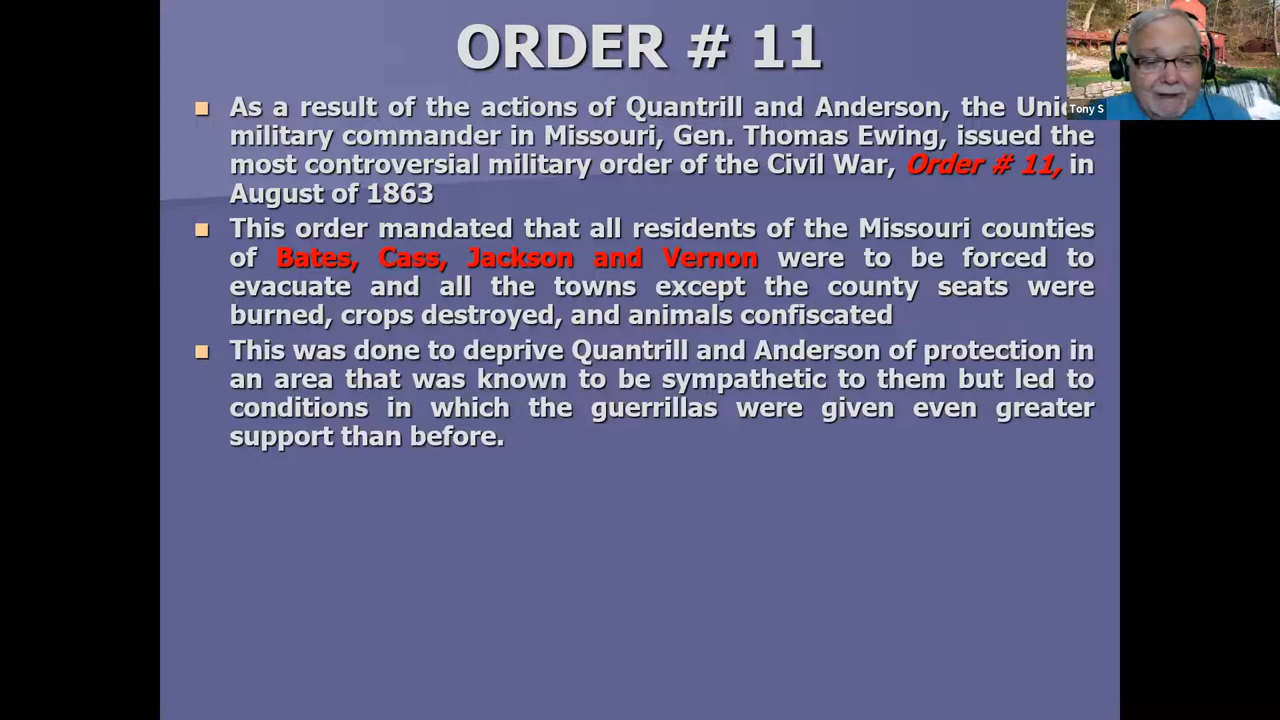 ORDER # 11
As a result of the actions of Quantrill and Anderson, the
military commander in Missouri, Gen. Thomas Ewing, issued the
most controversial military order of the Civil War, Order # 11, in
August of 1863
This order mandated that all residents of the Missouri counties
of Bates, Cass, Jackson and Vernon were to be forced to
evacuate and all the towns except the county seats were
burned, crops destroyed, and animals confiscated
This was done to deprive Quantrill and Anderson of protection in
an area that was known to be sympathetic to them but led to
conditions in which the guerrillas were given even greater
support than before.
Tony S